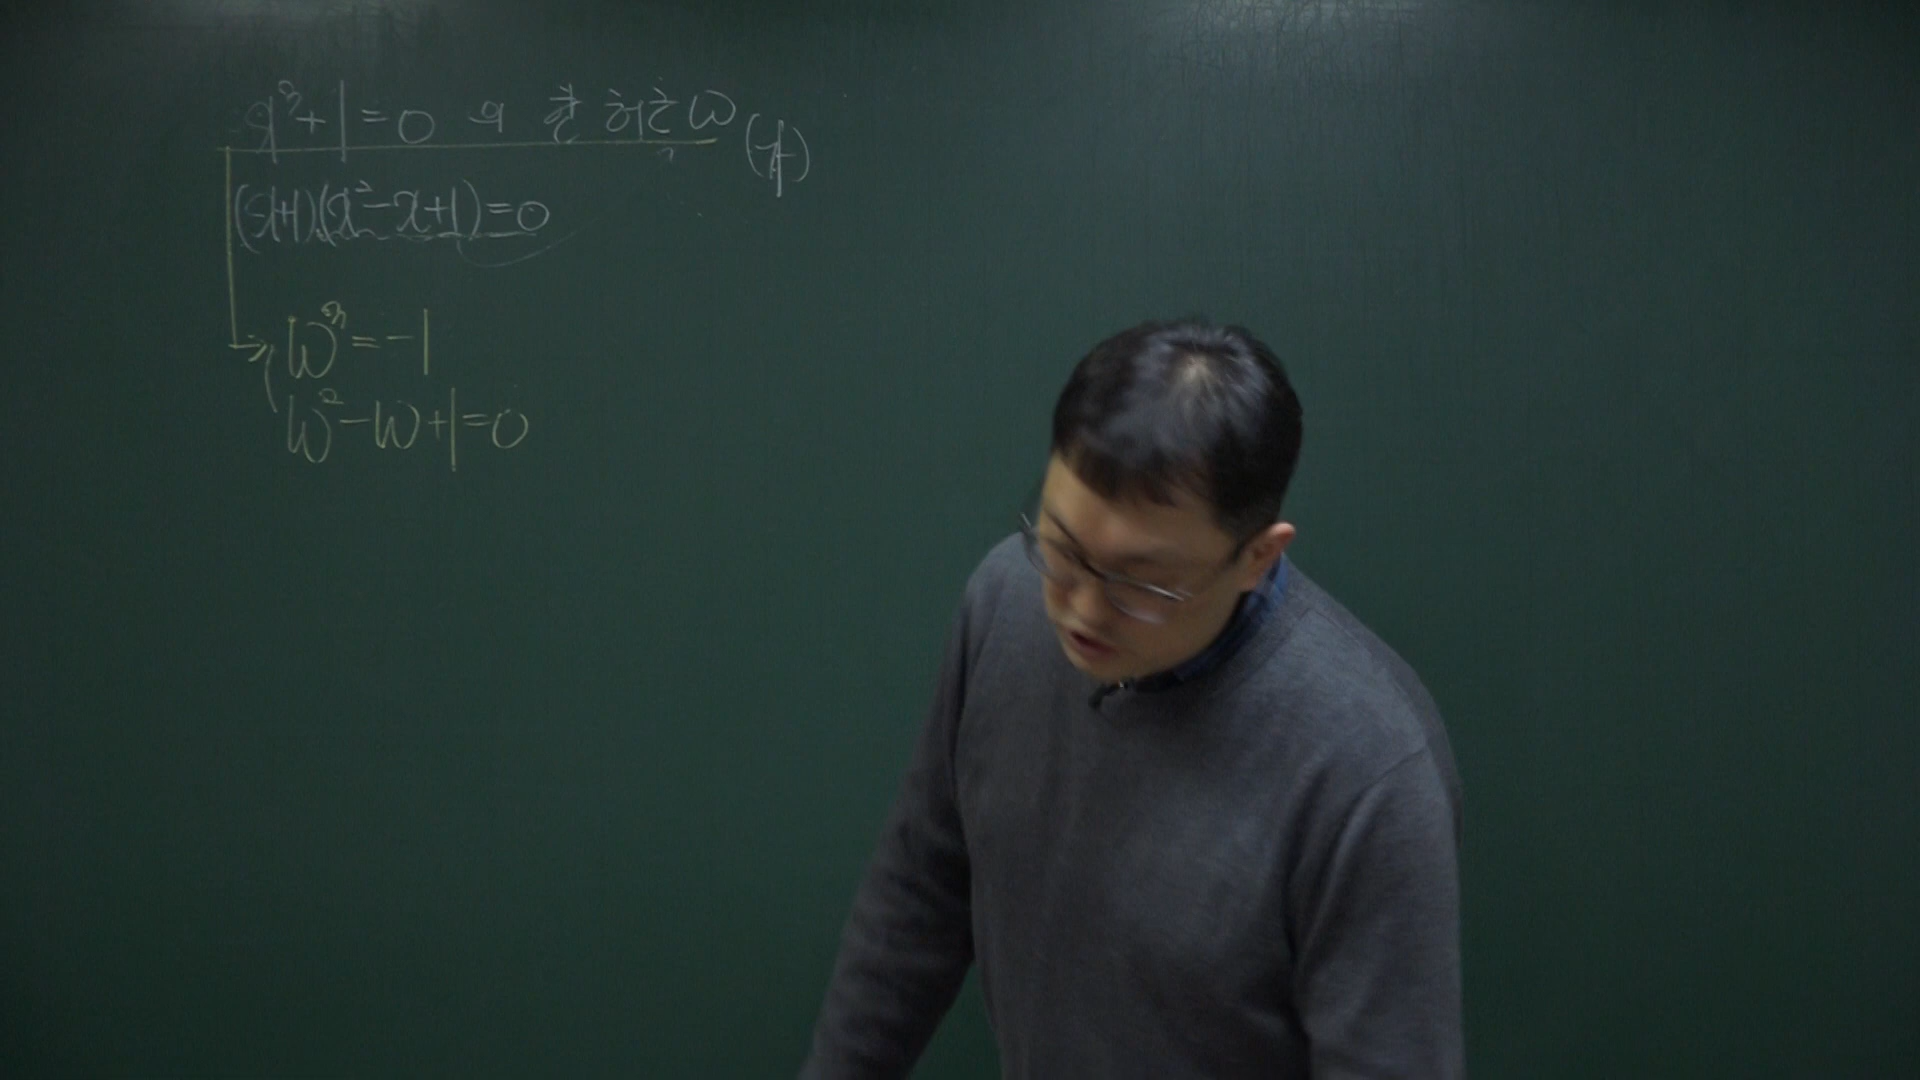 x³+1=0 의 한 허근 ω
(x+1)(x²-x+1)=0
ω³=-1
ω²-ω+1=0